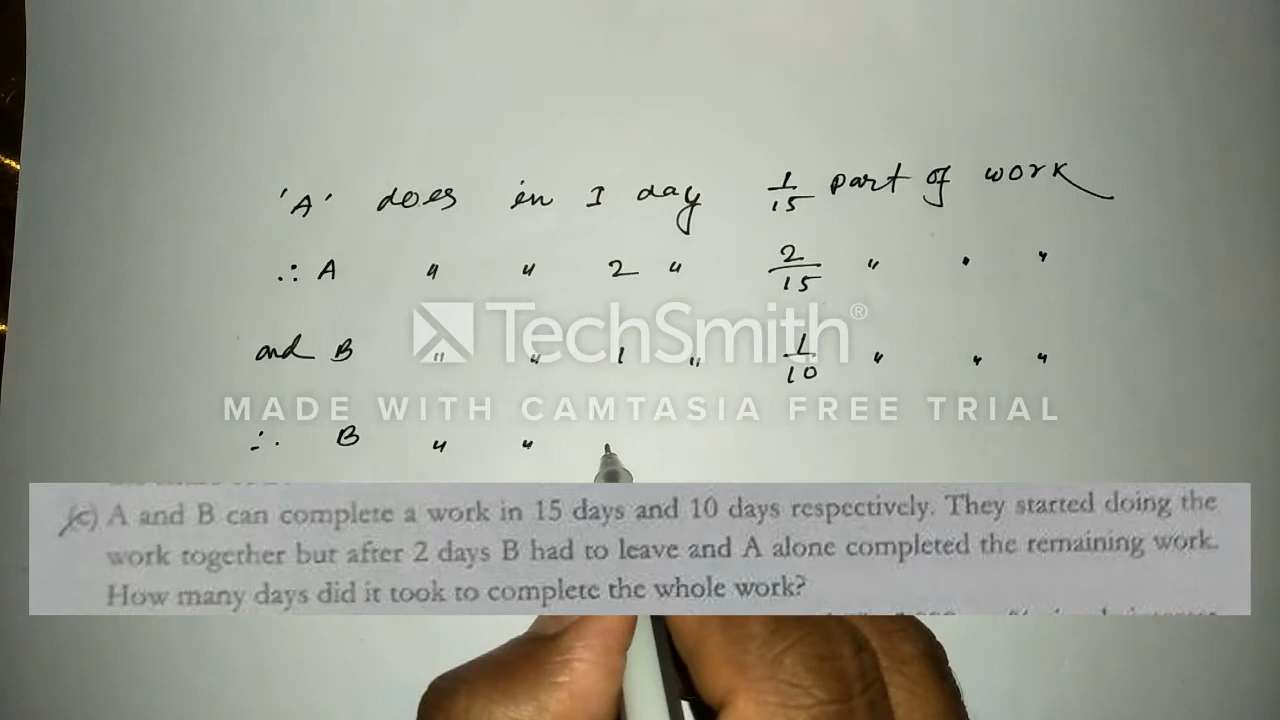 'A' does in 1 day 1/15 part of work
∴ A " " 2 " 2/15 " " "
and B " " 1 " 1/10 " " "
TechSmith®
MADE WITH CAMTASIA FREE TRIAL
∴ B " "
(c) A and B can complete a work in 15 days and 10 days respectively. They started doing the
work together but after 2 days B had to leave and A alone completed the remaining work.
How many days did it took to complete the whole work?